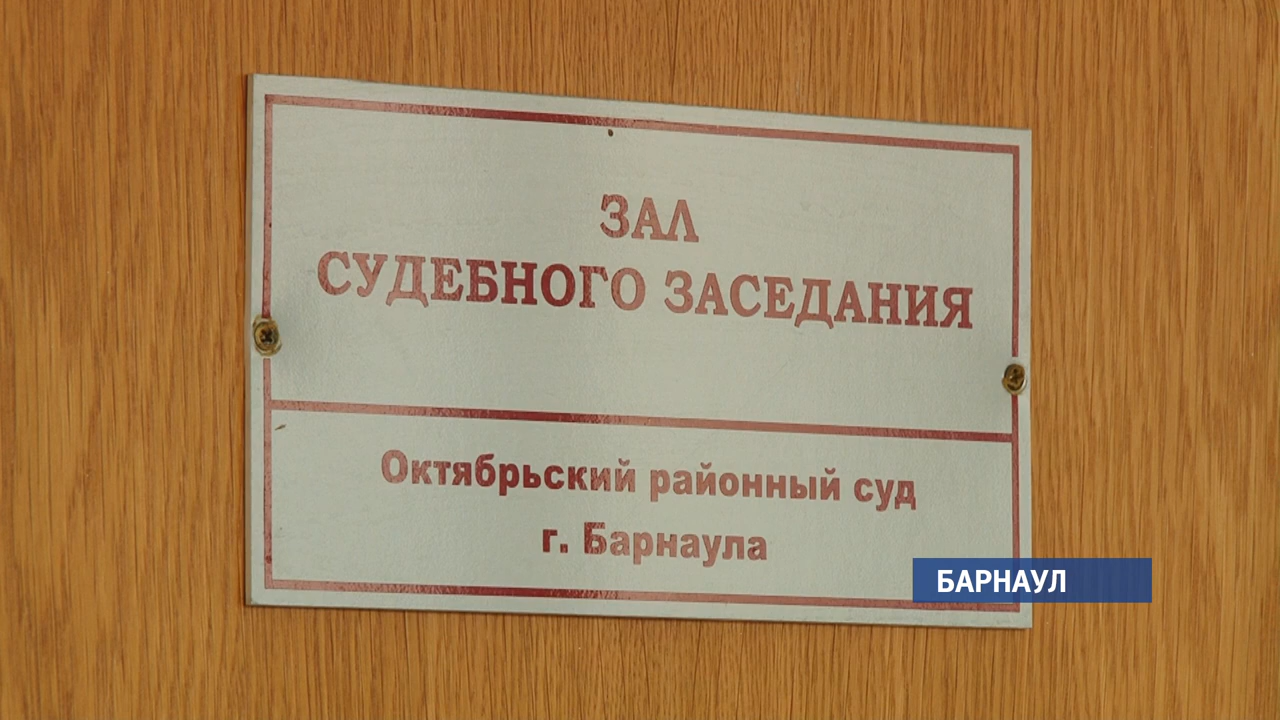 ЗАЛ
СУДЕБНОГО ЗАСЕДАНИЯ
Октябрьский районный суд
г. Барнаула
БАРНАУЛ